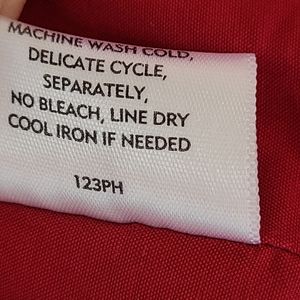 MACHINE WASH COLD,
DELICATE CYCLE,
SEPARATELY,
NO BLEACH, LINE DRY
COOL IRON IF NEEDED
123PH